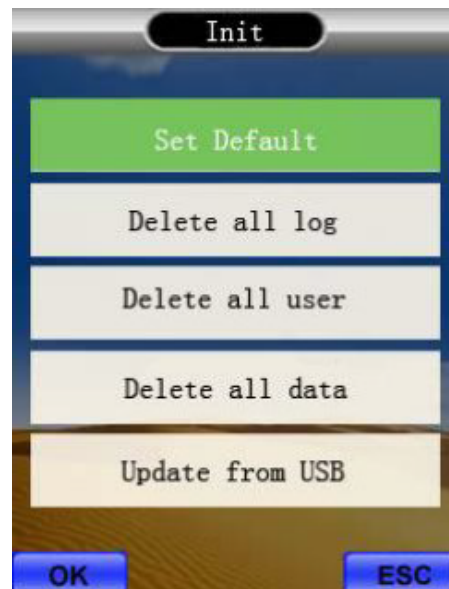 Init
Set Default
Delete all log
Delete all user
Delete all data
Update from USB
OK
ESC